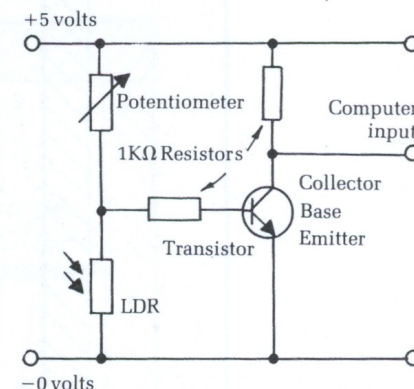 +5 volts
Potentiometer
Computer
input
1KΩ Resistors
Collector
Base
Emitter
Transistor
LDR
−0 volts